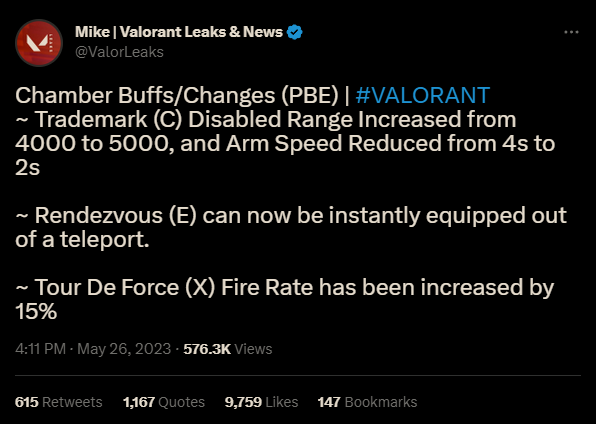 Mike | Valorant Leaks & News
@ValorLeaks
Chamber Buffs/Changes (PBE) | #VALORANT
~ Trademark (C) Disabled Range Increased from
4000 to 5000, and Arm Speed Reduced from 4s to
2s
~ Rendezvous (E) can now be instantly equipped out
of a teleport.
~ Tour De Force (X) Fire Rate has been increased by
15%
4:11 PM · May 26, 2023 · 576.3K Views
615 Retweets 1,167 Quotes 9,759 Likes 147 Bookmarks